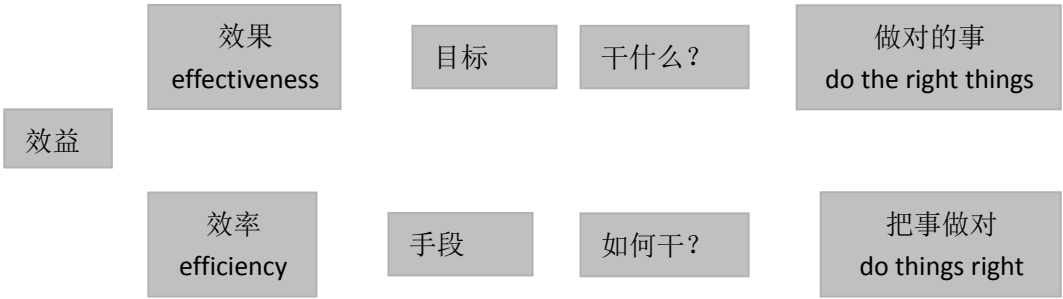 效果
effectiveness
目标
干什么？
做对的事
do the right things
效益
效率
efficiency
手段
如何干？
把事做对
do things right